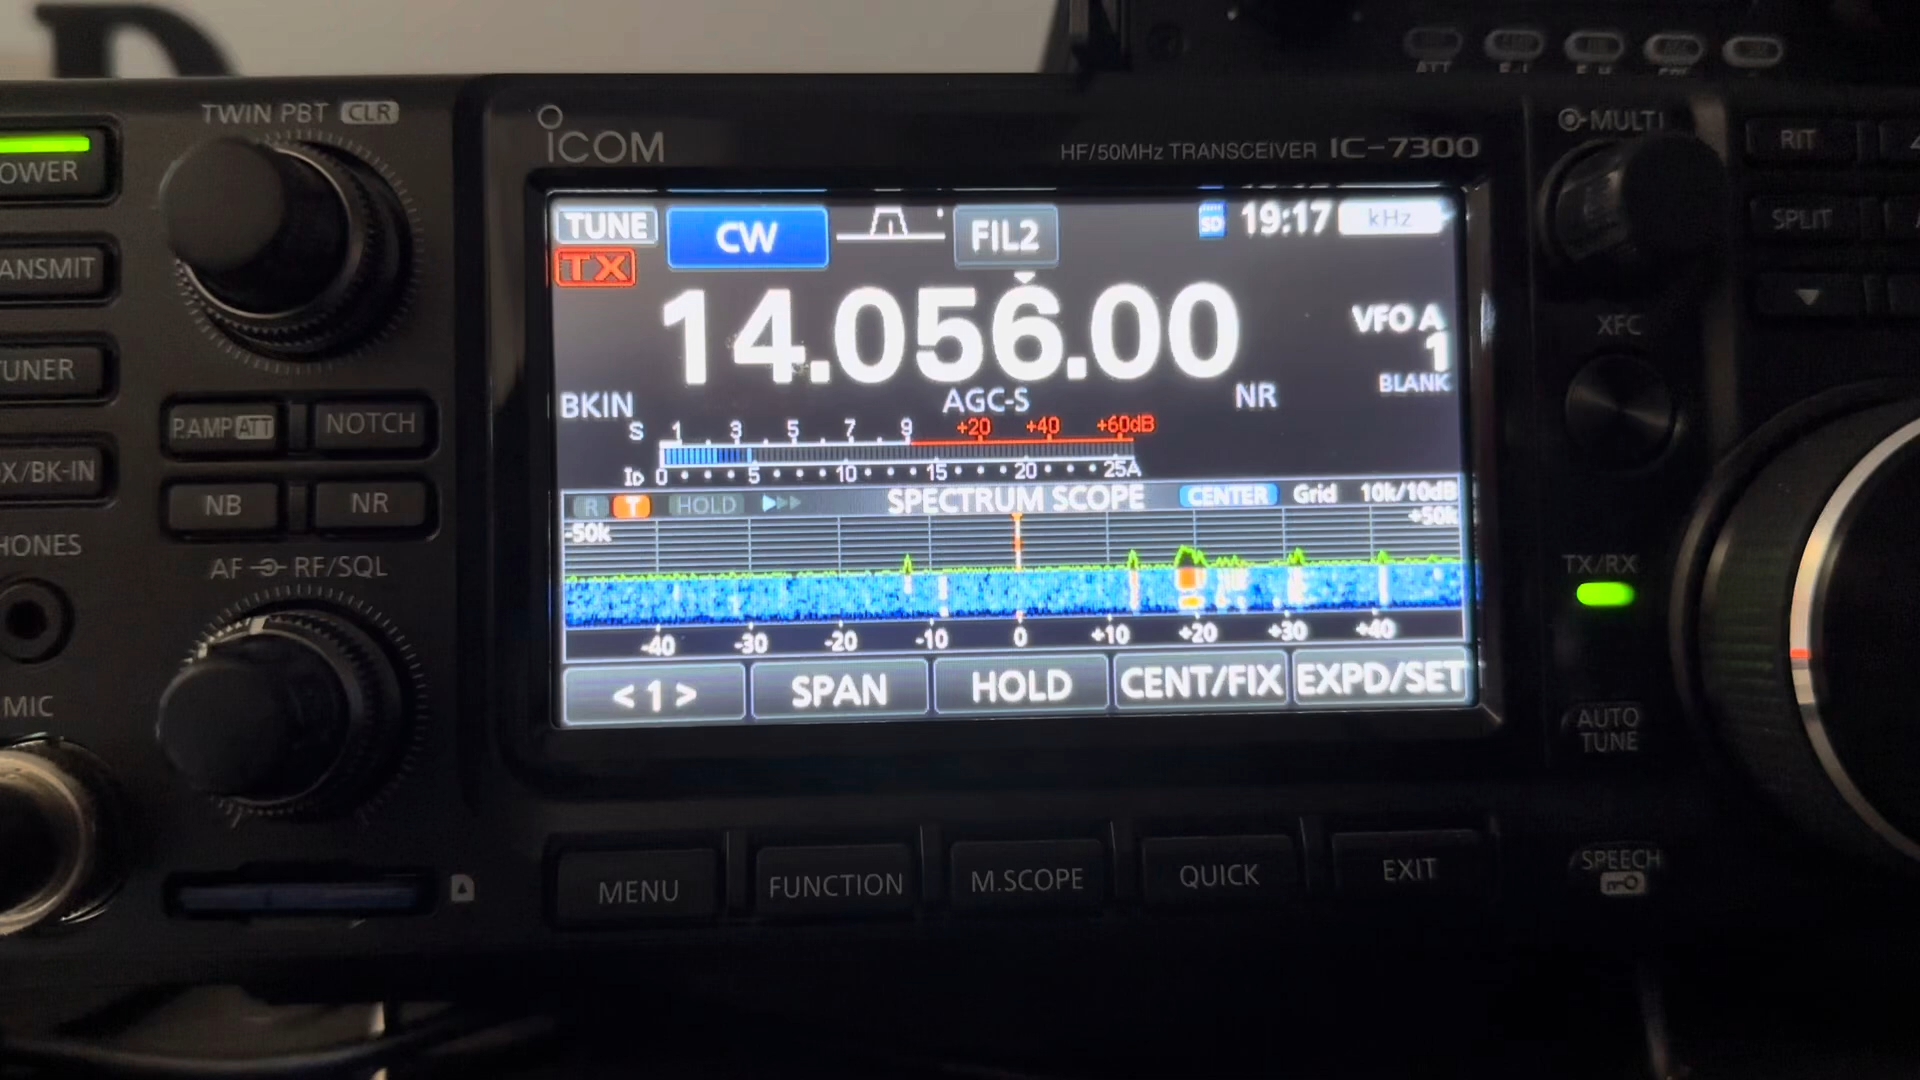 TWIN PBT CLR
OWER
ANSMIT
TUNER
P.AMP ATT
NOTCH
OX/BK-IN
NB
NR
HONES
AF RF/SQL
MIC
ICOM
HF/50MHz TRANSCEIVER IC-7300
TUNE
CW
FIL2
SD
19:17
kHz
TX
14.056.00
VFO A
1
BLANK
BKIN
AGC-S
NR
S 1 3 5 7 9 +20 +40 +60dB
ID 0 5 10 15 20 25A
R T HOLD SPECTRUM SCOPE CENTER Grid 10k/10dB
-50k +50k
-40 -30 -20 -10 0 +10 +20 +30 +40
< 1 > SPAN HOLD CENT/FIX EXPD/SET
MENU FUNCTION M.SCOPE QUICK EXIT
MULTI
RIT
SPLIT
XFC
TX/RX
AUTO
TUNE
SPEECH